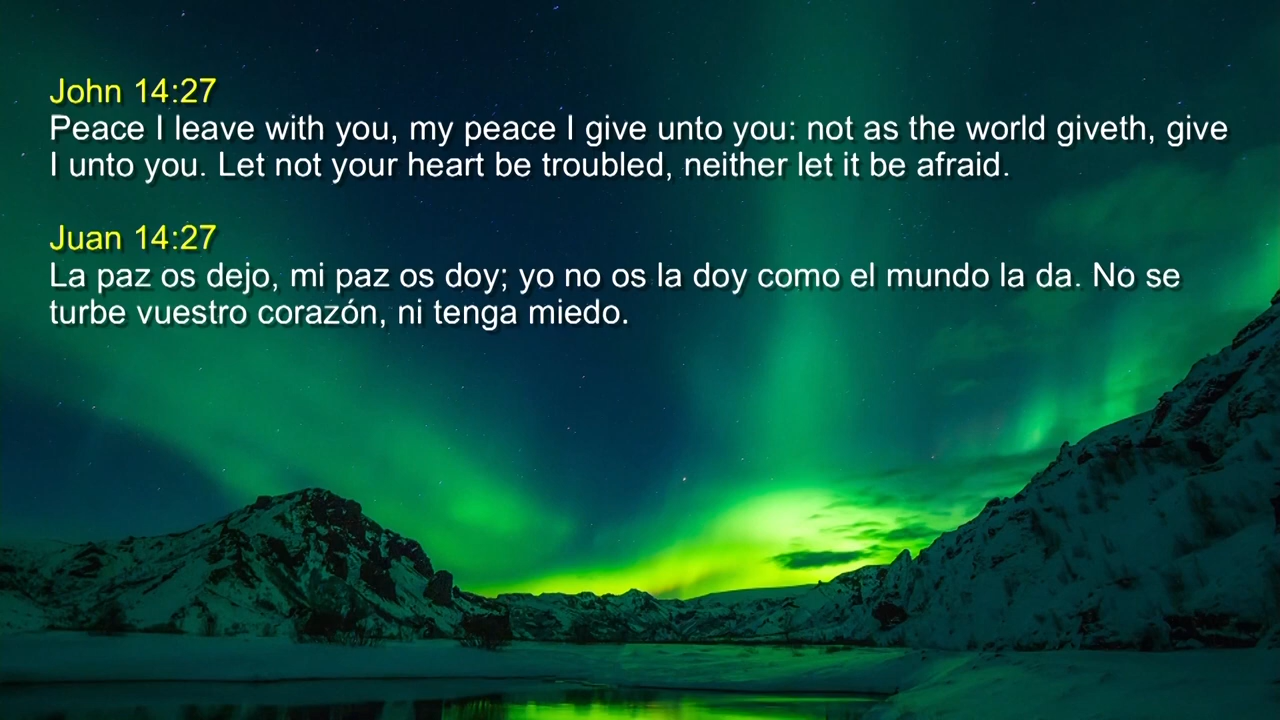 John 14:27
Peace I leave with you, my peace I give unto you: not as the world giveth, give
I unto you. Let not your heart be troubled, neither let it be afraid.
Juan 14:27
La paz os dejo, mi paz os doy; yo no os la doy como el mundo la da. No se
turbe vuestro corazón, ni tenga miedo.